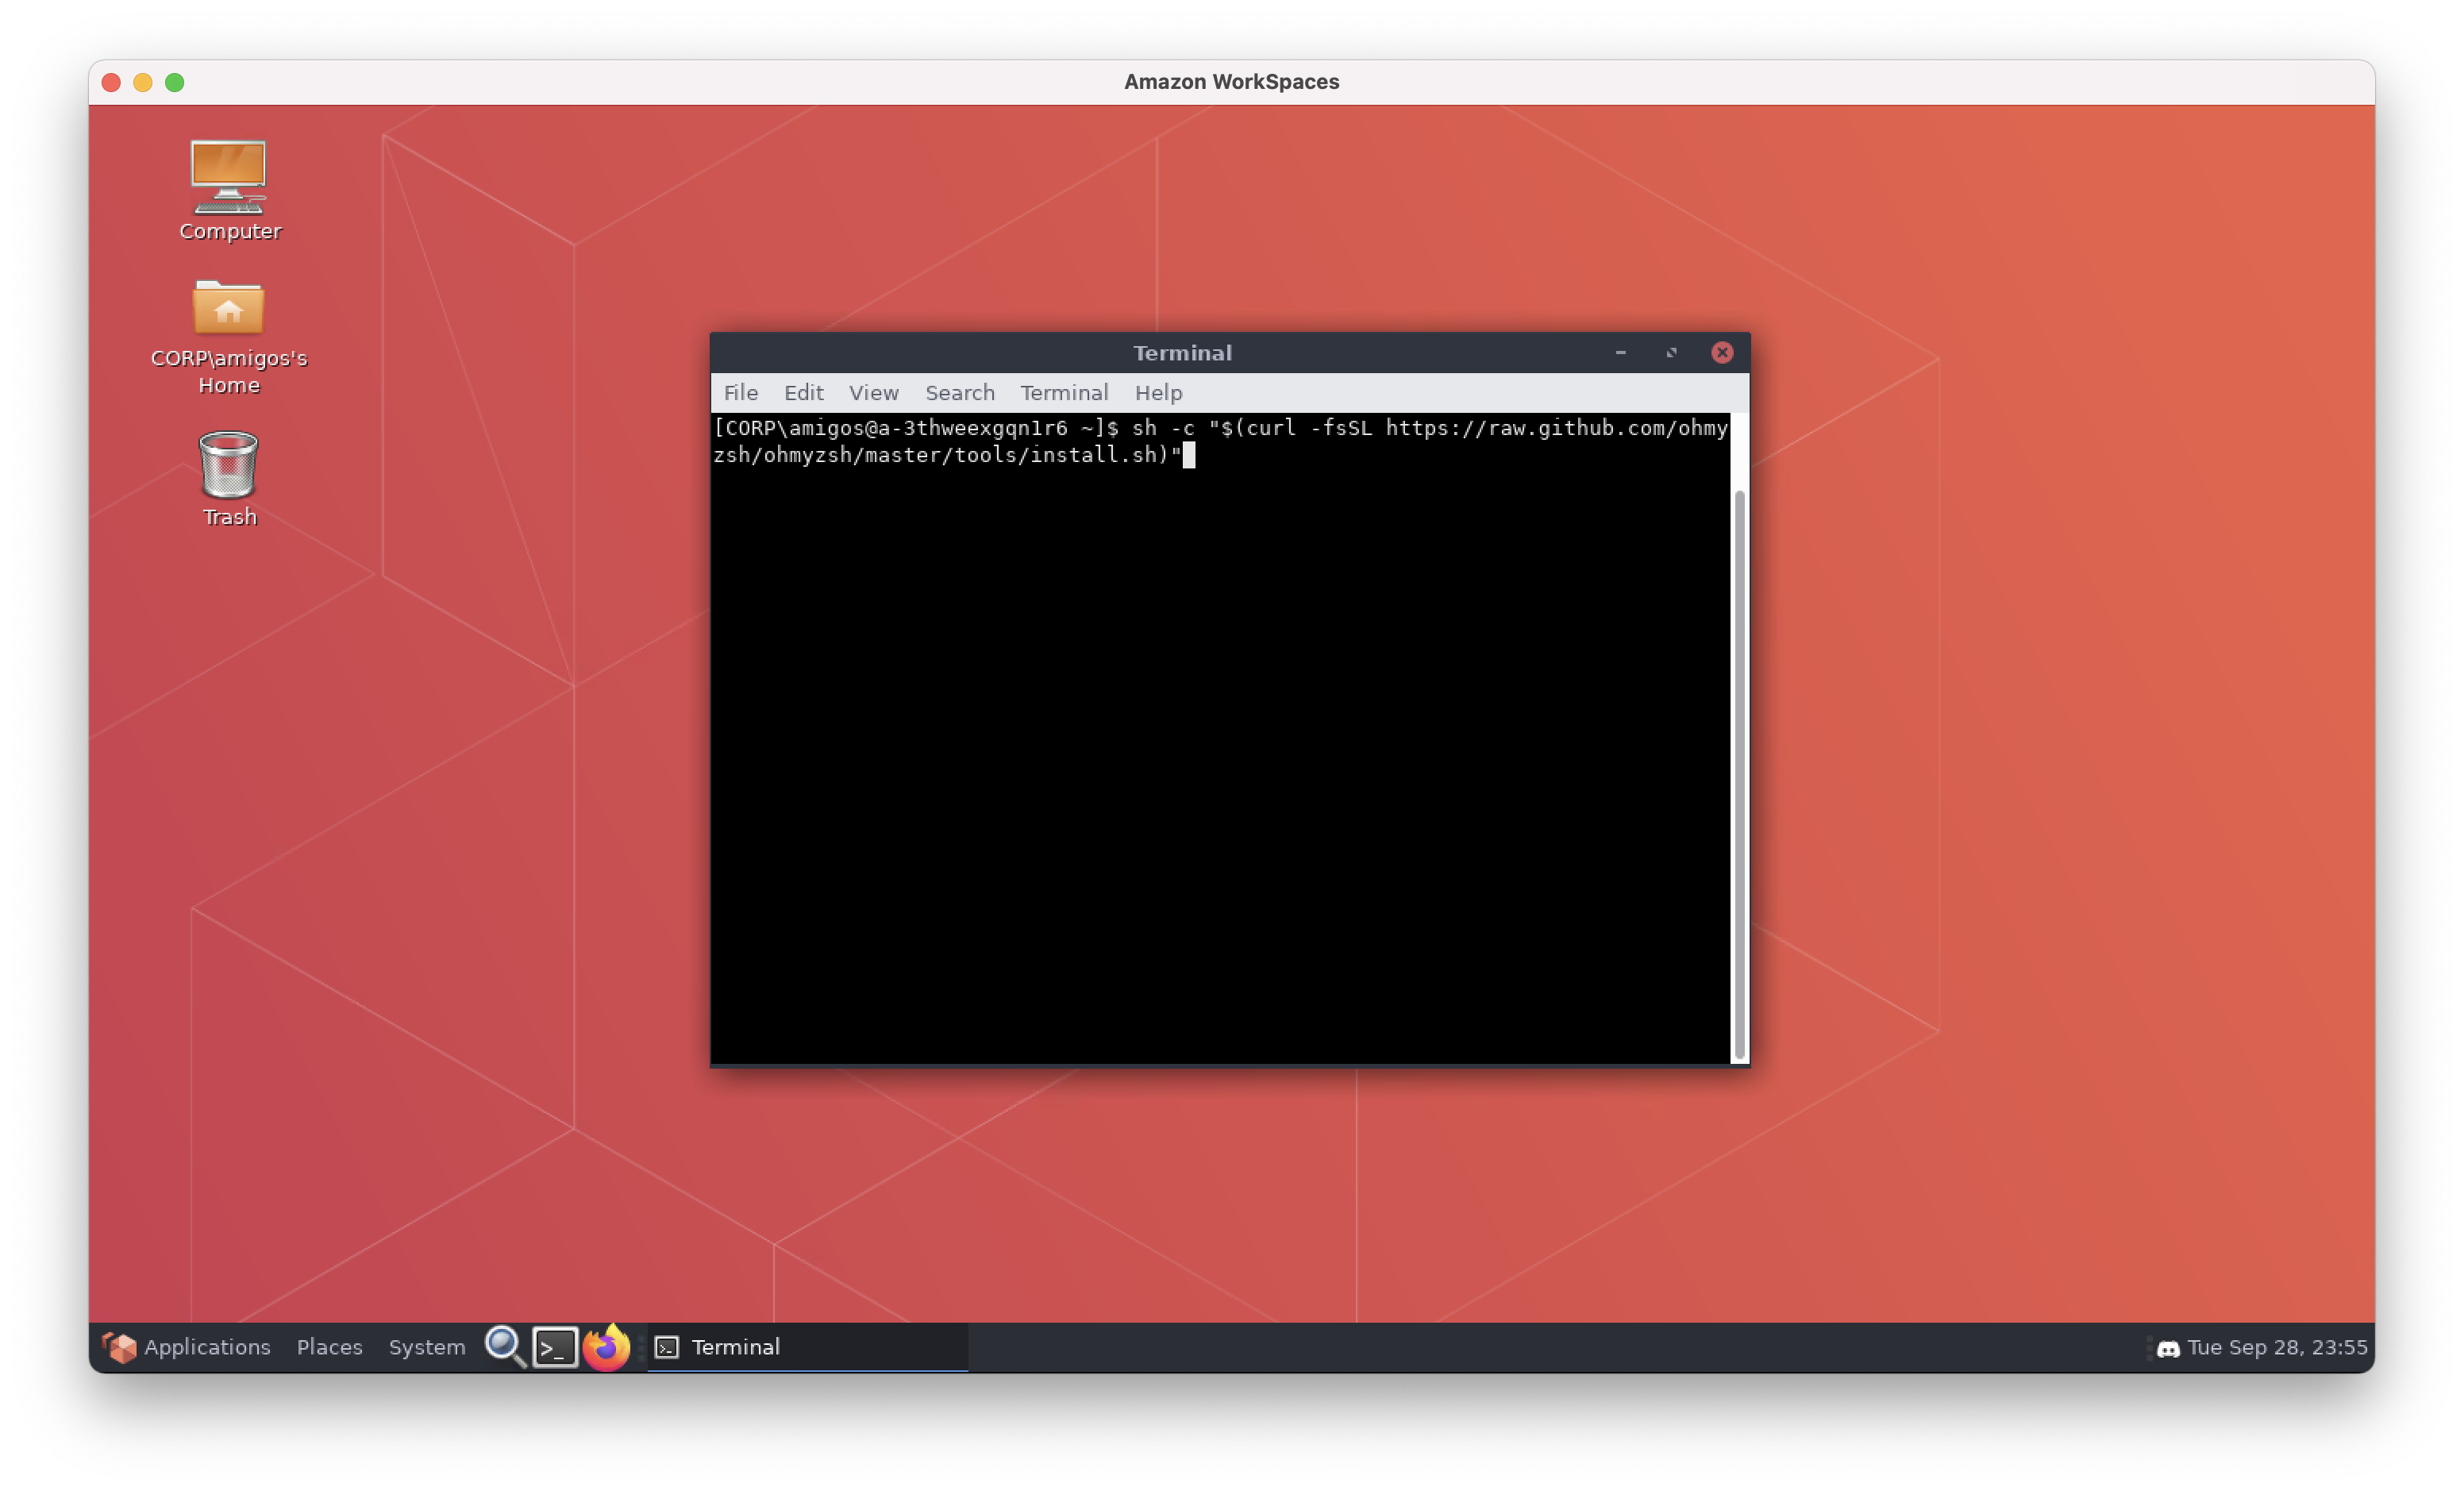 Amazon WorkSpaces
Computer
CORP\amigos's
Home
Trash
Terminal
File Edit View Search Terminal Help
[CORP\amigos@a-3thweexgqn1r6 ~]$ sh -c "$(curl -fsSL https://raw.github.com/ohmy
zsh/ohmyzsh/master/tools/install.sh)"
Applications Places System Terminal Tue Sep 28, 23:55